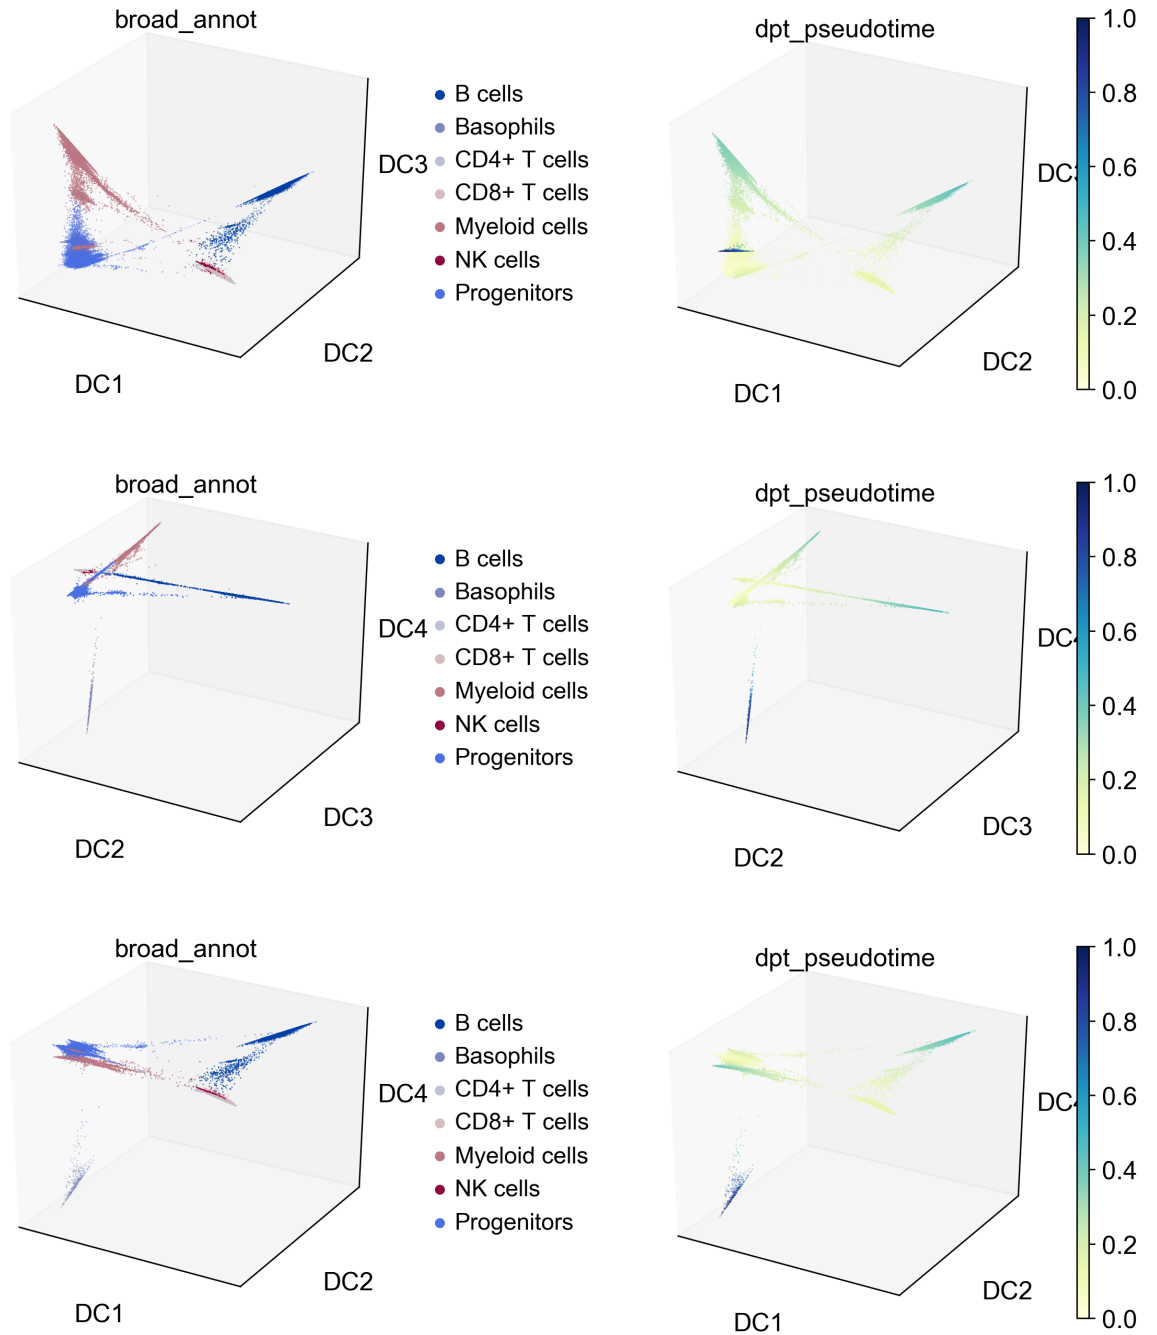 broad_annot
B cells
Basophils
CD4+ T cells
CD8+ T cells
Myeloid cells
NK cells
Progenitors
DC3
DC2
DC1
dpt_pseudotime
DC3
DC2
DC1
1.0
0.8
0.6
0.4
0.2
0.0
broad_annot
B cells
Basophils
CD4+ T cells
CD8+ T cells
Myeloid cells
NK cells
Progenitors
DC4
DC3
DC2
dpt_pseudotime
DC4
DC3
DC2
1.0
0.8
0.6
0.4
0.2
0.0
broad_annot
B cells
Basophils
CD4+ T cells
CD8+ T cells
Myeloid cells
NK cells
Progenitors
DC4
DC2
DC1
dpt_pseudotime
DC4
DC2
DC1
1.0
0.8
0.6
0.4
0.2
0.0